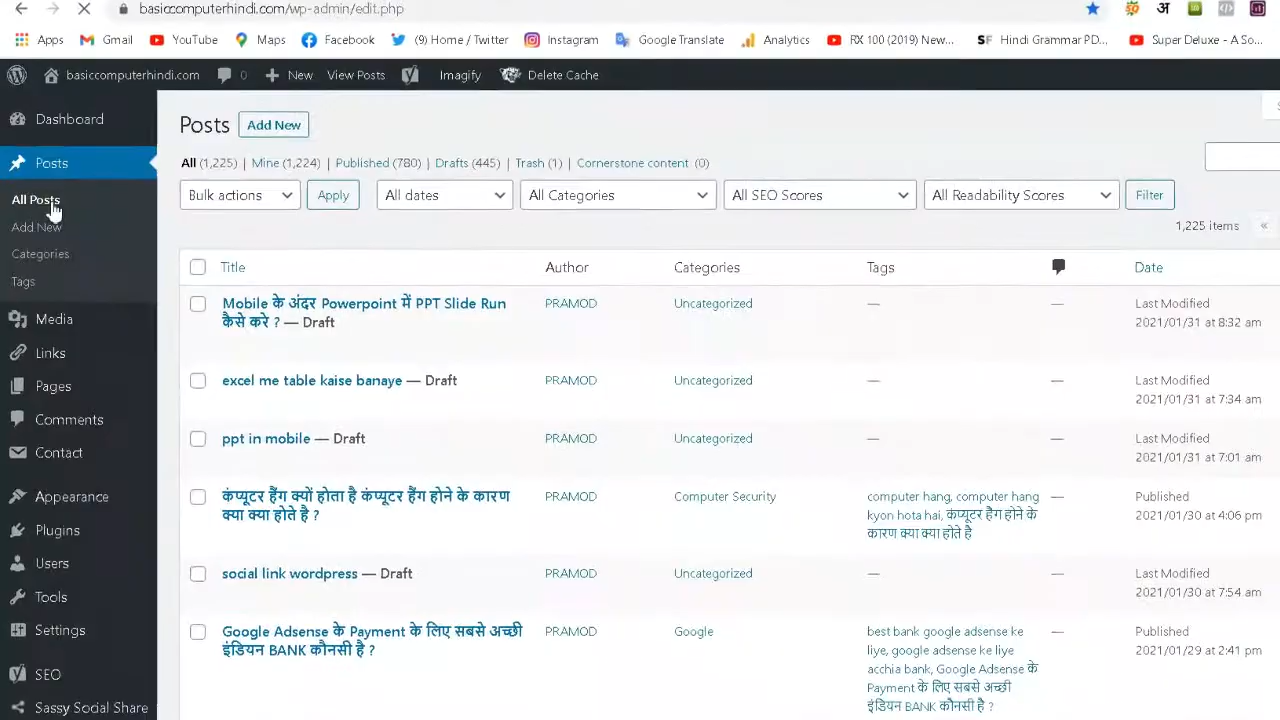 basiccomputerhindi.com/wp-admin/edit.php
Apps Gmail YouTube Maps Facebook (9) Home / Twitter Instagram Google Translate Analytics RX 100 (2019) New... SF Hindi Grammar PD... Super Deluxe - A So...
basiccomputerhindi.com 0 New View Posts Imagify Delete Cache
Dashboard
Posts
All Posts
Add New
Categories
Tags
Media
Links
Pages
Comments
Contact
Appearance
Plugins
Users
Tools
Settings
SEO
Sassy Social Share
Posts Add New
All (1,225) | Mine (1,224) | Published (780) | Drafts (445) | Trash (1) | Cornerstone content (0)
Bulk actions Apply All dates All Categories All SEO Scores All Readability Scores Filter
1,225 items «
Title Author Categories Tags Date
Mobile के अंदर Powerpoint में PPT Slide Run
कैसे करे ? — Draft
PRAMOD
Uncategorized
—
—
Last Modified
2021/01/31 at 8:32 am
excel me table kaise banaye — Draft
PRAMOD
Uncategorized
—
—
Last Modified
2021/01/31 at 7:34 am
ppt in mobile — Draft
PRAMOD
Uncategorized
—
—
Last Modified
2021/01/31 at 7:01 am
कंप्यूटर हैंग क्यों होता है कंप्यूटर हैंग होने के कारण
क्या क्या होते है ?
PRAMOD
Computer Security
computer hang, computer hang
kyon hota hai, कंप्यूटर हैंग होने के
कारण क्या क्या होते है
—
Published
2021/01/30 at 4:06 pm
social link wordpress — Draft
PRAMOD
Uncategorized
—
—
Last Modified
2021/01/30 at 7:54 am
Google Adsense के Payment के लिए सबसे अच्छी
इंडियन BANK कौनसी है ?
PRAMOD
Google
best bank google adsense ke
liye, google adsense ke liye
acchia bank, Google Adsense के
Payment के लिए सबसे अच्छी
इंडियन BANK कौनसी है ?
—
Published
2021/01/29 at 2:41 pm